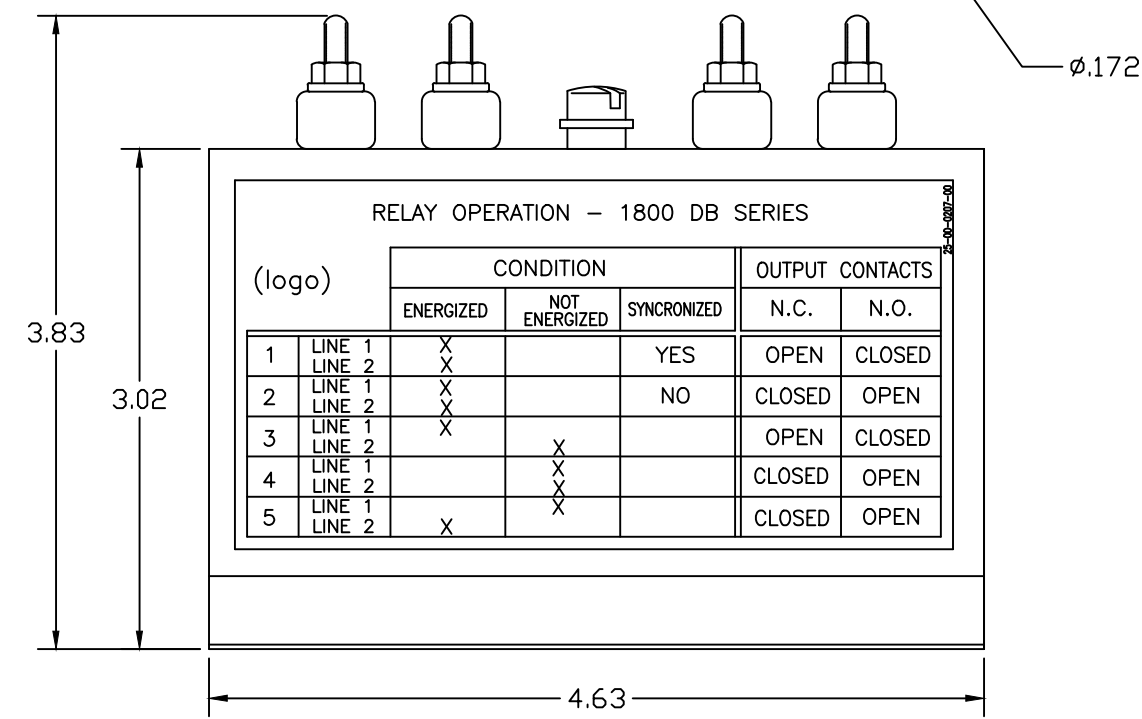 ø.172
RELAY OPERATION - 1800 DB SERIES
25-00-0207-00
(logo)
CONDITION
OUTPUT CONTACTS
ENERGIZED
NOT
ENERGIZED
SYNCRONIZED
N.C.
N.O.
1 LINE 1 X YES OPEN CLOSED
LINE 2 X
2 LINE 1 X NO CLOSED OPEN
LINE 2 X
3 LINE 1 X OPEN CLOSED
LINE 2 X
4 LINE 1 X CLOSED OPEN
LINE 2 X
5 LINE 1 X CLOSED OPEN
LINE 2 X
3.83
3.02
4.63